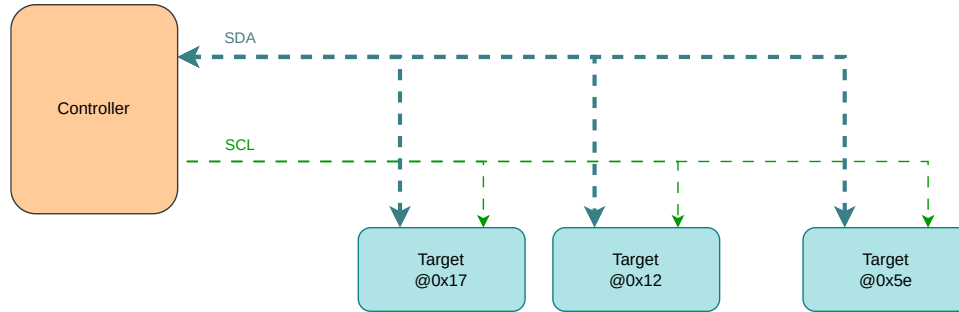 SDA
Controller
SCL
Target
@0x17
Target
@0x12
Target
@0x5e